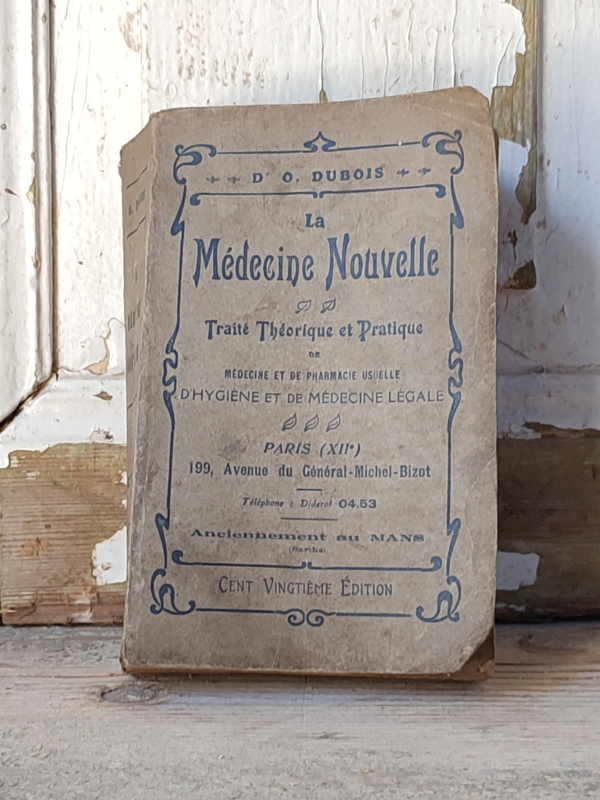 Dʳ O. DUBOIS
La
Médecine Nouvelle
Traité Théorique et Pratique
DE
MÉDECINE ET DE PHARMACIE USUELLE
D'HYGIÈNE ET DE MÉDECINE LÉGALE
PARIS (XIIᵉ)
199, Avenue du Général-Michel-Bizot
Téléphone : Diderot 04,53
Anciennement au MANS
(Sarthe)
CENT VINGTIÈME ÉDITION